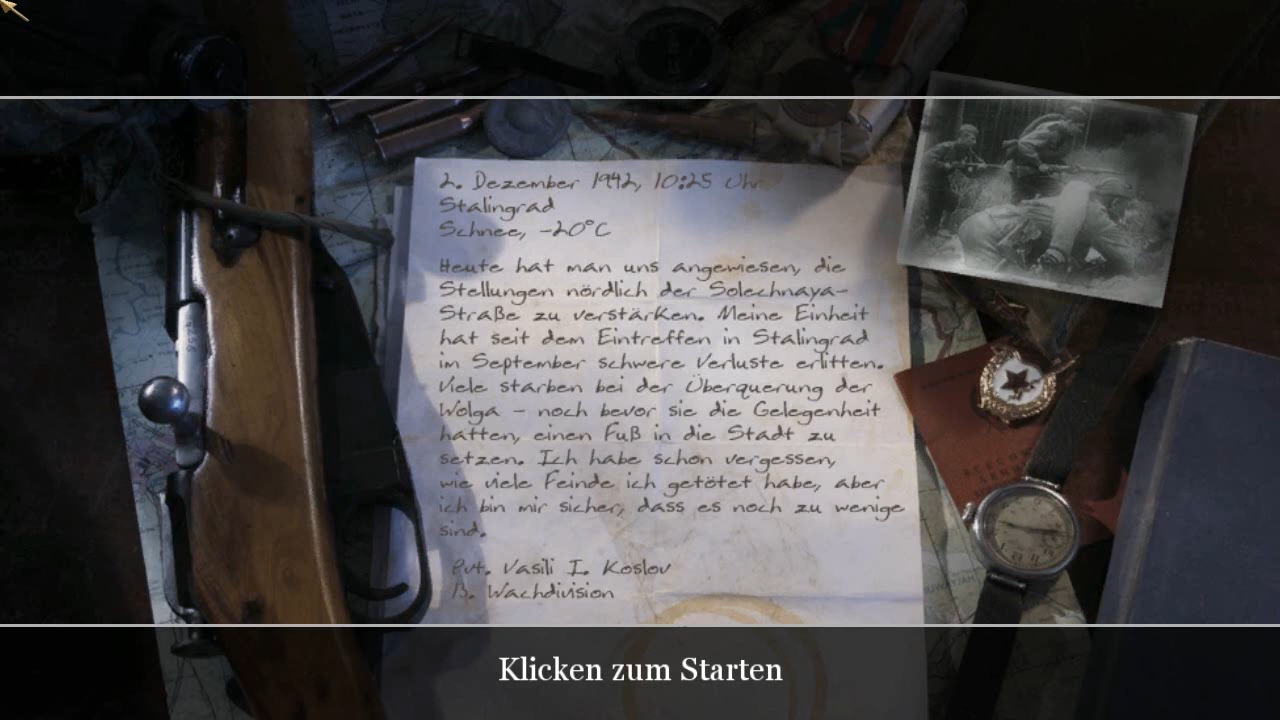 2. Dezember 1942, 10:25 Uhr
Stalingrad
Schnee, -20°C
Heute hat man uns angewiesen, die
Stellungen nördlich der Solechnaya-
Straße zu verstärken. Meine Einheit
hat seit dem Eintreffen in Stalingrad
im September schwere Verluste erlitten.
Viele starben bei der Überquerung der
Wolga - noch bevor sie die Gelegenheit
hatten, einen Fuß in die Stadt zu
setzen. Ich habe schon vergessen,
wie viele Feinde ich getötet habe, aber
ich bin mir sicher, dass es noch zu wenige
sind.
Pvt. Vasili I. Koslov
13. Wachdivision
Klicken zum Starten